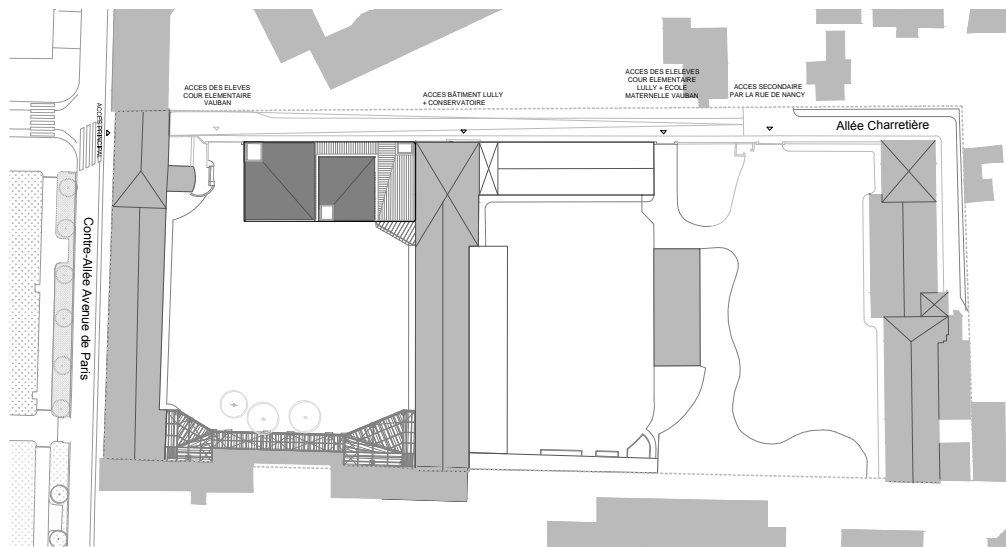 ACCES DES ELEVES
COUR ELEMENTAIRE
VAUBAN
ACCES BÂTIMENT LULLY
+ CONSERVATOIRE
ACCES DES ELELEVES
COUR ELEMENTAIRE
LULLY + ECOLE
MATERNELLE VAUBAN
ACCES SECONDAIRE
PAR LA RUE DE NANCY
Allée Charretière
ACCES PRINCIPAL
Contre-Allée Avenue de Paris